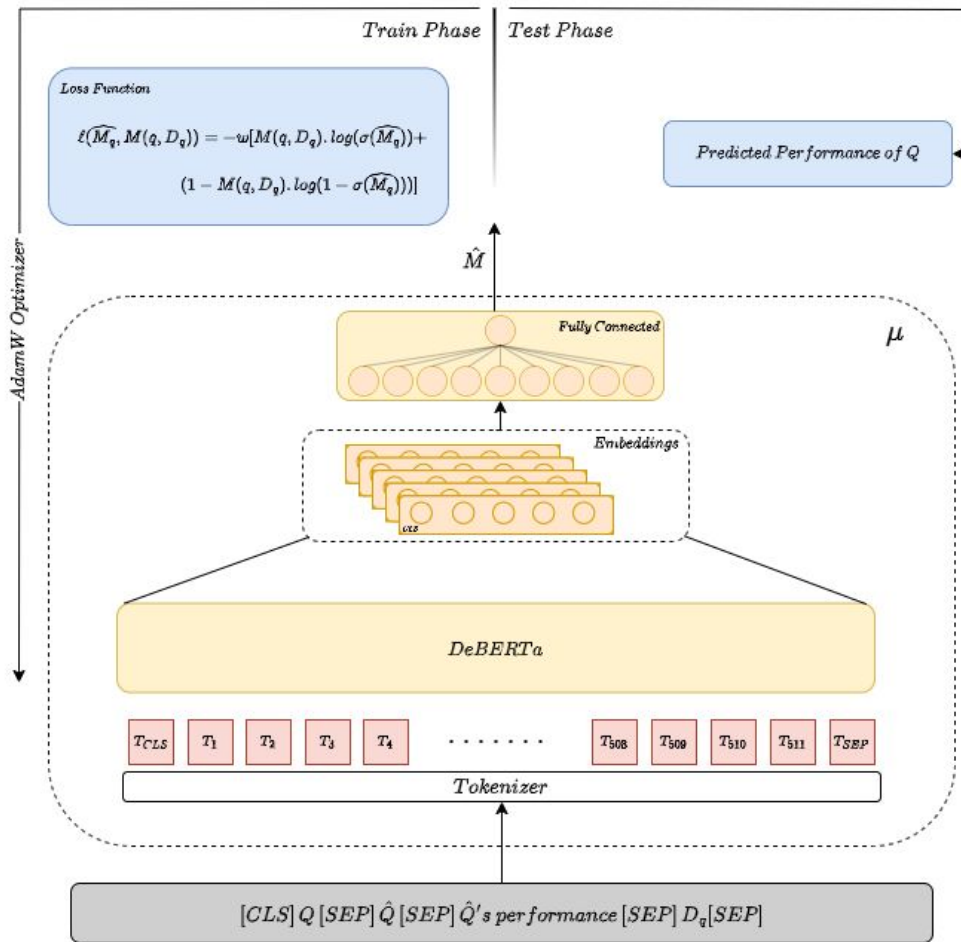 Train Phase
Test Phase
Loss Function
ℓ(M̂_q, M(q, D_q)) = −w[M(q, D_q).log(σ(M̂_q))+
(1 − M(q, D_q).log(1 − σ(M̂_q)))]
Predicted Performance of Q
AdamW Optimizer
M̂
μ
Fully Connected
Embeddings
CLS
DeBERTa
T_CLS T_1 T_2 T_3 T_4 . . . . . . . . T_508 T_509 T_510 T_511 T_SEP
Tokenizer
[CLS] Q [SEP] Q̂ [SEP] Q̂'s performance [SEP] D_q[SEP]